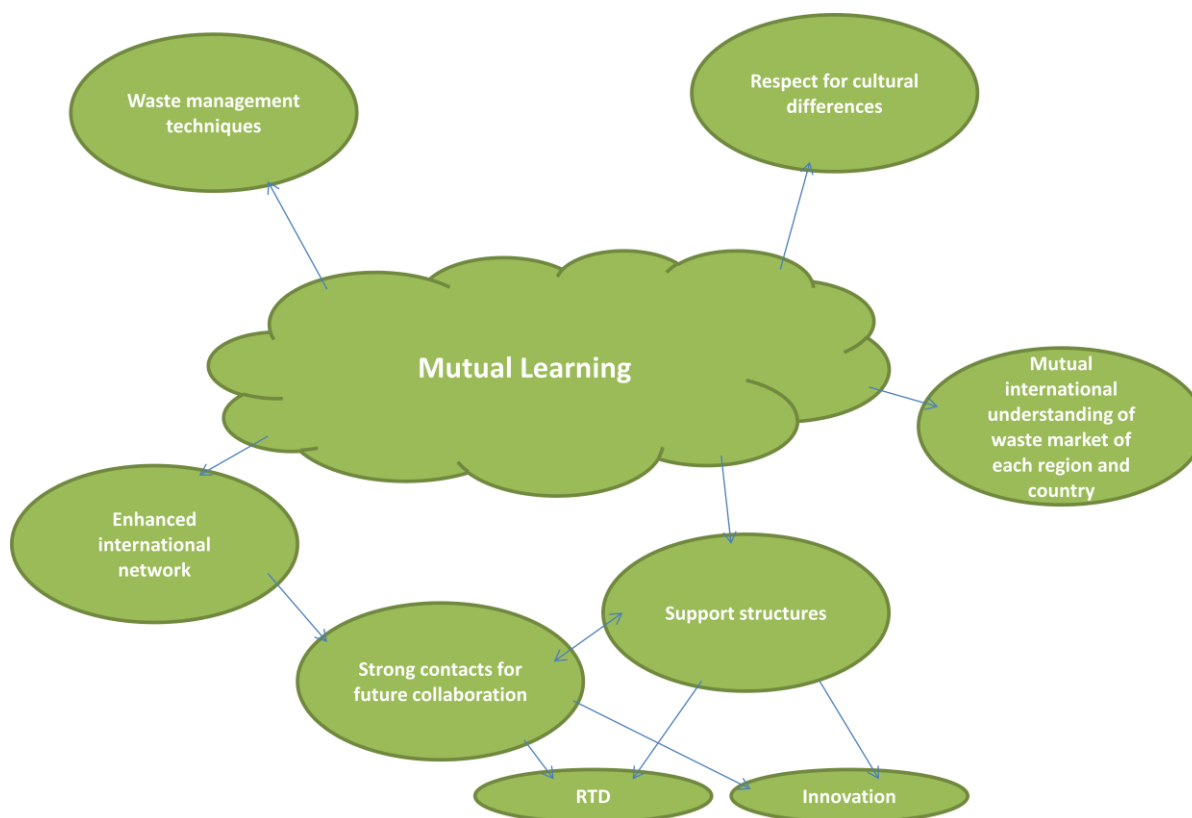 Waste management
techniques
Respect for cultural
differences
Mutual Learning
Mutual
international
understanding of
waste market of
each region and
country
Enhanced
international
network
Support structures
Strong contacts for
future collaboration
RTD
Innovation